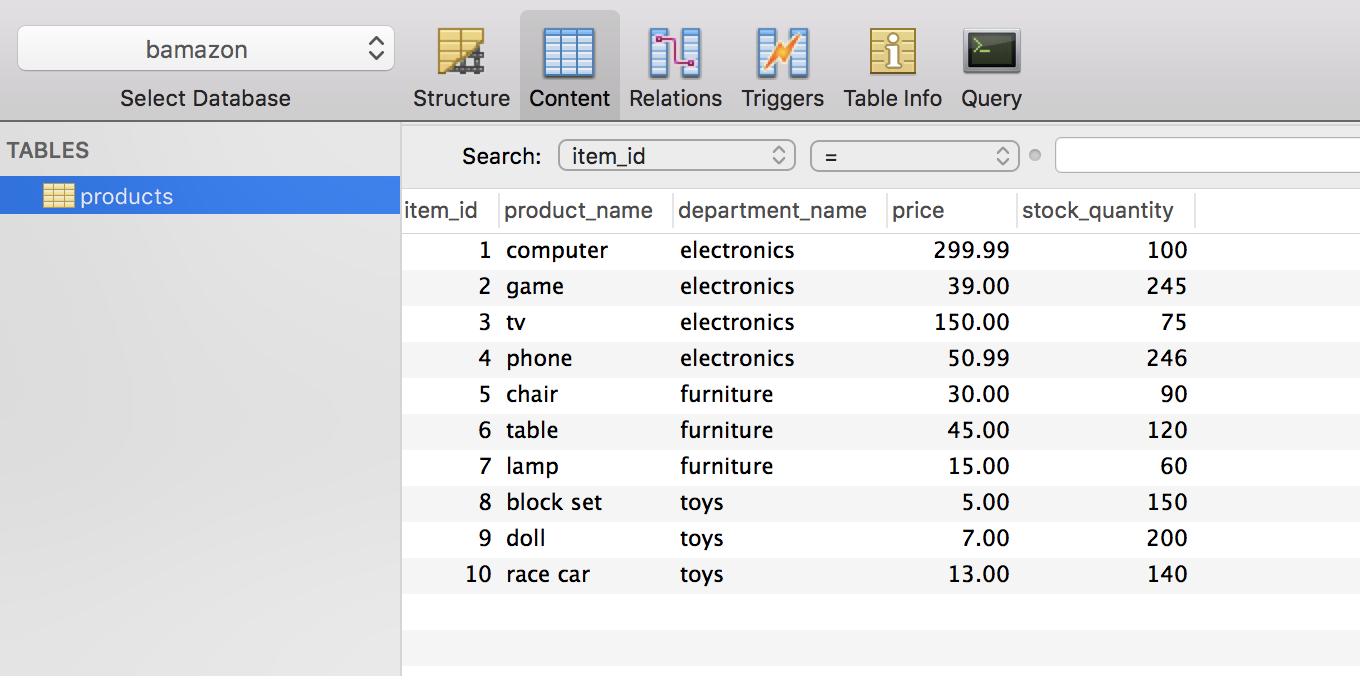 bamazon
Select Database
Structure Content Relations Triggers Table Info Query
TABLES
products
Search: item_id =
item_id product_name department_name price stock_quantity
1 computer electronics 299.99 100
2 game electronics 39.00 245
3 tv electronics 150.00 75
4 phone electronics 50.99 246
5 chair furniture 30.00 90
6 table furniture 45.00 120
7 lamp furniture 15.00 60
8 block set toys 5.00 150
9 doll toys 7.00 200
10 race car toys 13.00 140